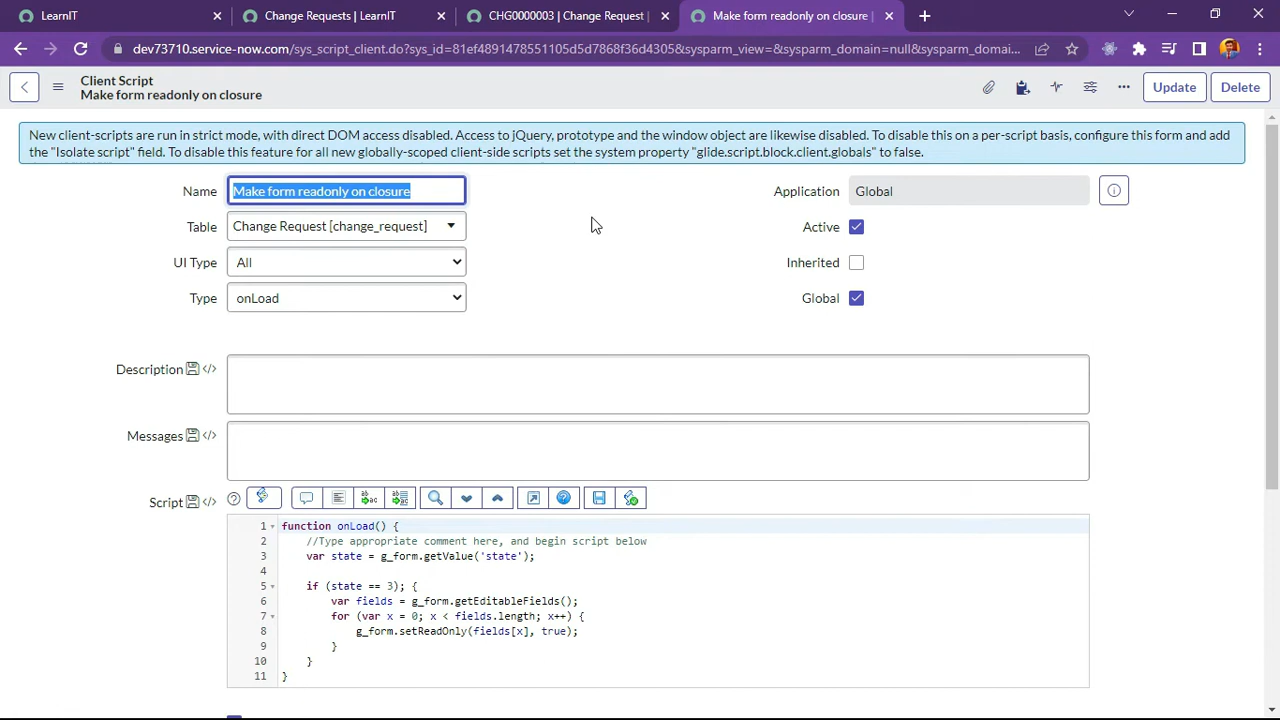 LearnIT
Change Requests | LearnIT
CHG0000003 | Change Request |
Make form readonly on closure |
dev73710.service-now.com/sys_script_client.do?sys_id=81ef4891478551105d5d7868f36d4305&sysparm_view=&sysparm_domain=null&sysparm_domai...
Client Script
Make form readonly on closure
Update
Delete
New client-scripts are run in strict mode, with direct DOM access disabled. Access to jQuery, prototype and the window object are likewise disabled. To disable this on a per-script basis, configure this form and add
the "Isolate script" field. To disable this feature for all new globally-scoped client-side scripts set the system property "glide.script.block.client.globals" to false.
Name Make form readonly on closure
Application Global
Table Change Request [change_request]
Active
UI Type All
Inherited
Type onLoad
Global
Description </>
Messages </>
Script </>
1 function onLoad() {
2 //Type appropriate comment here, and begin script below
3 var state = g_form.getValue('state');
4
5 if (state == 3); {
6 var fields = g_form.getEditableFields();
7 for (var x = 0; x < fields.length; x++) {
8 g_form.setReadOnly(fields[x], true);
9 }
10 }
11 }